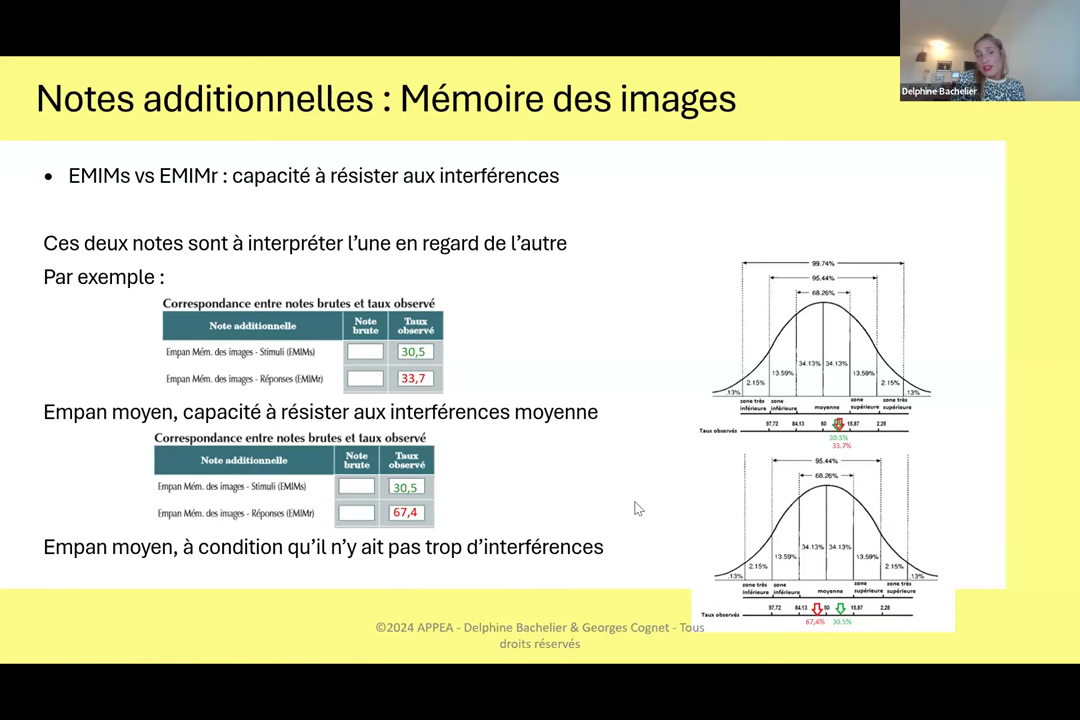 Delphine Bachelier
Notes additionnelles : Mémoire des images
• EMIMs vs EMIMr : capacité à résister aux interférences
Ces deux notes sont à interpréter l’une en regard de l’autre
Par exemple :
Correspondance entre notes brutes et taux observé
Note additionnelle Note brute Taux observé
Empan Mém. des images - Stimuli (EMIMs) 30,5
Empan Mém. des images - Réponses (EMIMr) 33,7
Empan moyen, capacité à résister aux interférences moyenne
Correspondance entre notes brutes et taux observé
Note additionnelle Note brute Taux observé
Empan Mém. des images - Stimuli (EMIMs) 30,5
Empan Mém. des images - Réponses (EMIMr) 67,4
Empan moyen, à condition qu’il n’y ait pas trop d’interférences
99.74%
95.44%
68.26%
34.13% 34.13%
13.59% 13.59%
2.15% 2.15%
.13% .13%
zone très inférieure zone inférieure moyenne zone supérieure zone très supérieure
97,72 84,13 50 15,87 2,28
Taux observés
30.5%
33.7%
95.44%
68.26%
34.13% 34.13%
13.59% 13.59%
2.15% 2.15%
.13% .13%
zone très inférieure zone inférieure moyenne zone supérieure zone très supérieure
97,72 84,13 50 15,87 2,28
Taux observés
67,4% 30.5%
©2024 APPEA - Delphine Bachelier & Georges Cognet - Tous
droits réservés